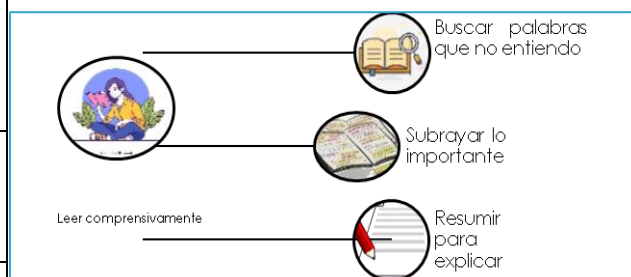 Buscar palabras
que no entiendo
Subrayar lo
importante
Leer comprensivamente
Resumir
para
explicar